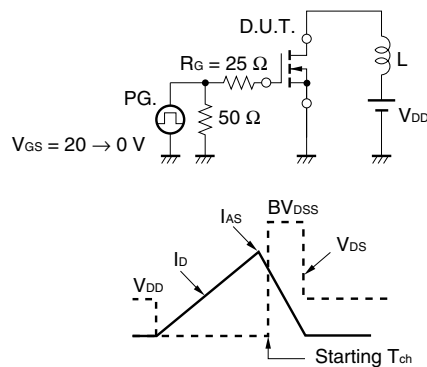 D.U.T.
RG = 25 Ω
L
PG.
50 Ω
VDD
VGS = 20 → 0 V
BVDSS
IAS
ID
VDS
VDD
Starting Tch